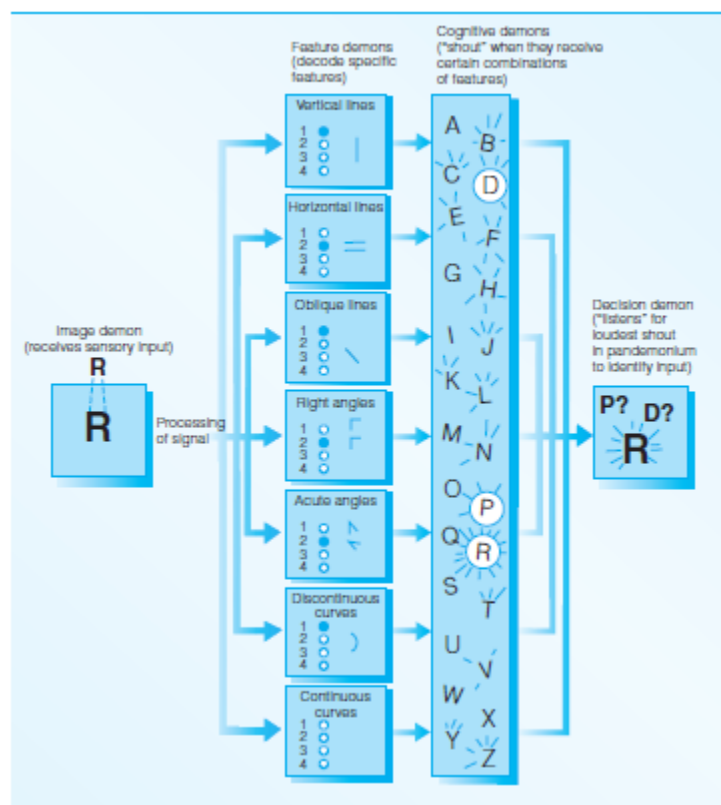 Feature demons
(decode specific
features)
Cognitive demons
("shout" when they receive
certain combinations
of features)
Image demon
(receives sensory input)
R
R
Processing
of signal
Vertical lines
1
2
3
4
Horizontal lines
1
2
3
4
Oblique lines
1
2
3
4
Right angles
1
2
3
4
Acute angles
1
2
3
4
Discontinuous
curves
1
2
3
4
Continuous
curves
1
2
3
4
A
B
C
D
E
F
G
H
I
J
K
L
M
N
O
P
Q
R
S
T
U
V
W
X
Y
Z
Decision demon
("listens" for
loudest shout
in pandemonium
to identify input)
P? D?
R